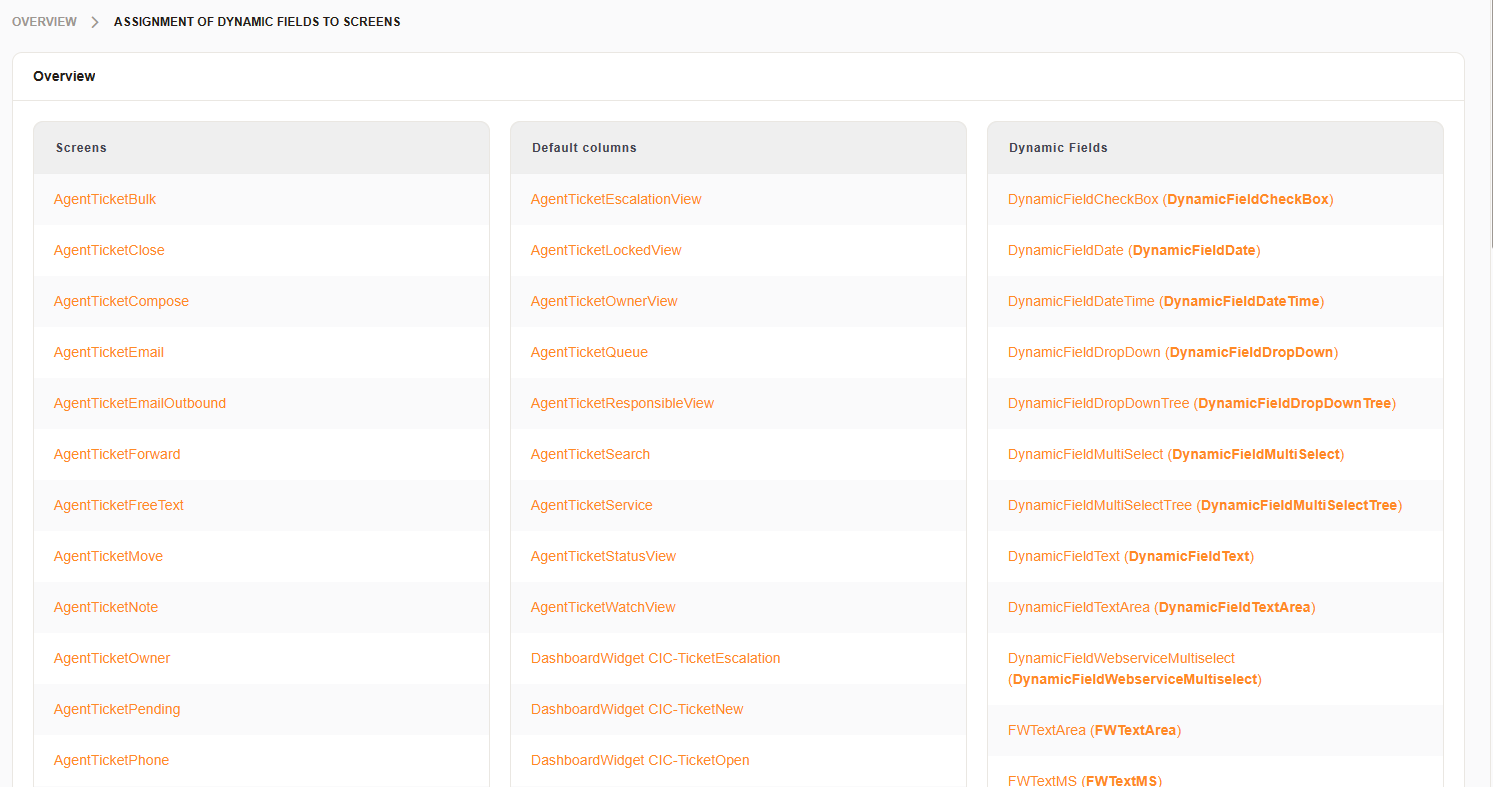 OVERVIEW > ASSIGNMENT OF DYNAMIC FIELDS TO SCREENS
Overview
Screens
AgentTicketBulk
AgentTicketClose
AgentTicketCompose
AgentTicketEmail
AgentTicketEmailOutbound
AgentTicketForward
AgentTicketFreeText
AgentTicketMove
AgentTicketNote
AgentTicketOwner
AgentTicketPending
AgentTicketPhone
Default columns
AgentTicketEscalationView
AgentTicketLockedView
AgentTicketOwnerView
AgentTicketQueue
AgentTicketResponsibleView
AgentTicketSearch
AgentTicketService
AgentTicketStatusView
AgentTicketWatchView
DashboardWidget CIC-TicketEscalation
DashboardWidget CIC-TicketNew
DashboardWidget CIC-TicketOpen
Dynamic Fields
DynamicFieldCheckBox (DynamicFieldCheckBox)
DynamicFieldDate (DynamicFieldDate)
DynamicFieldDateTime (DynamicFieldDateTime)
DynamicFieldDropDown (DynamicFieldDropDown)
DynamicFieldDropDownTree (DynamicFieldDropDownTree)
DynamicFieldMultiSelect (DynamicFieldMultiSelect)
DynamicFieldMultiSelectTree (DynamicFieldMultiSelectTree)
DynamicFieldText (DynamicFieldText)
DynamicFieldTextArea (DynamicFieldTextArea)
DynamicFieldWebserviceMultiselect
(DynamicFieldWebserviceMultiselect)
FWTextArea (FWTextArea)
FWTextMS (FWTextMS)